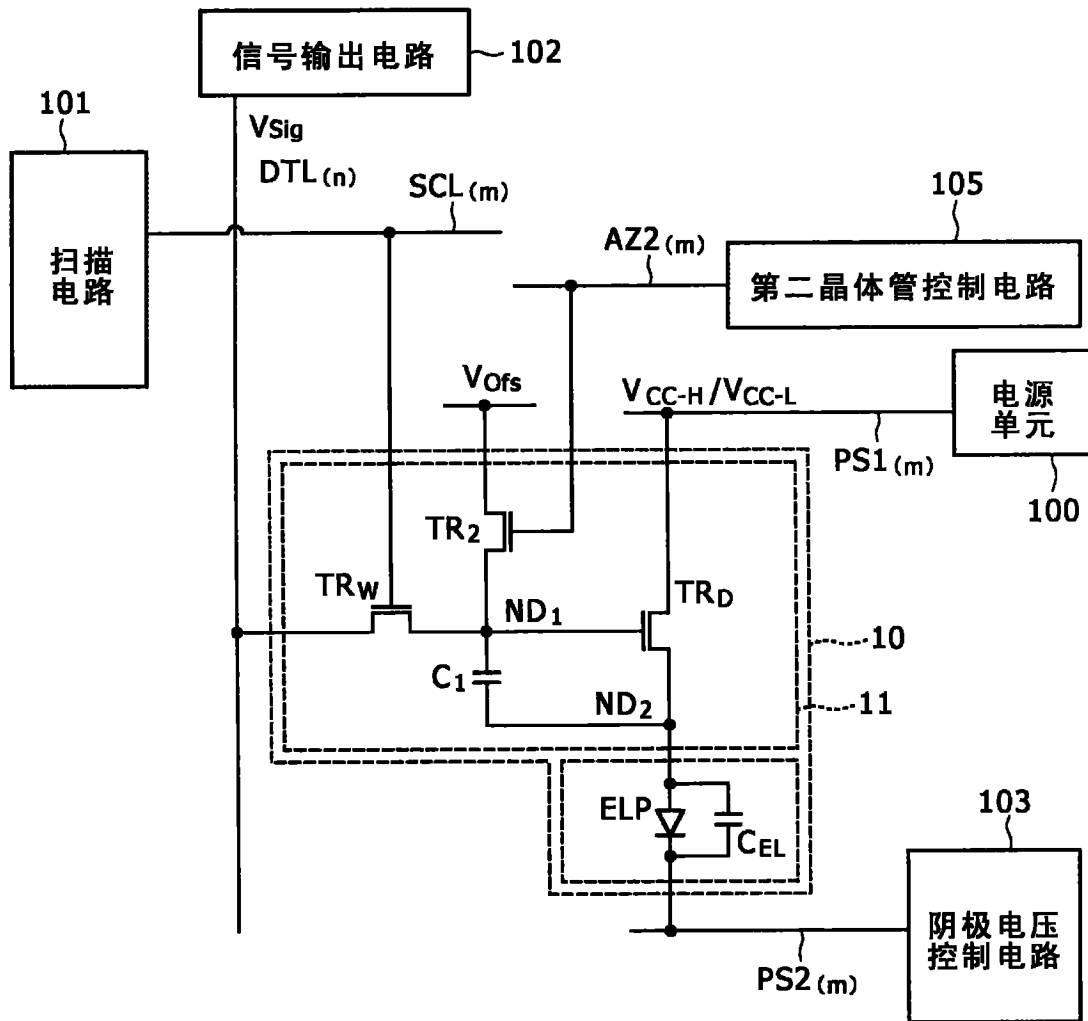 信号输出电路
102
101
VSig
DTL(n)
SCL(m)
105
扫描
电路
AZ2(m)
第二晶体管控制电路
VOfs
VCC-H/VCC-L
电源
单元
PS1(m)
100
TR2
TRW
ND1
TRD
10
C1
ND2
11
ELP
CEL
103
阴极电压
控制电路
PS2(m)